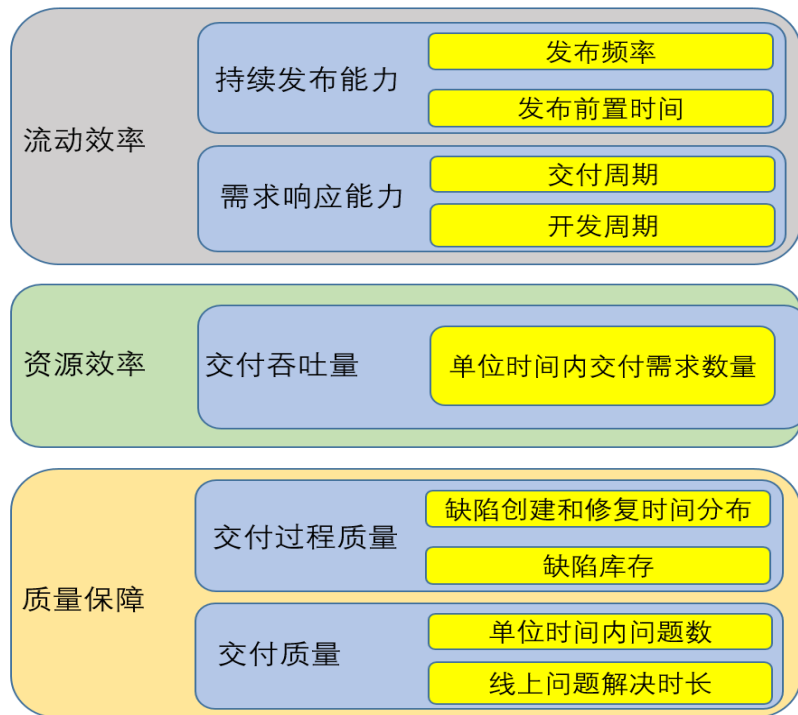 流动效率
持续发布能力
发布频率
发布前置时间
需求响应能力
交付周期
开发周期
资源效率
交付吞吐量
单位时间内交付需求数量
质量保障
交付过程质量
缺陷创建和修复时间分布
缺陷库存
交付质量
单位时间内问题数
线上问题解决时长